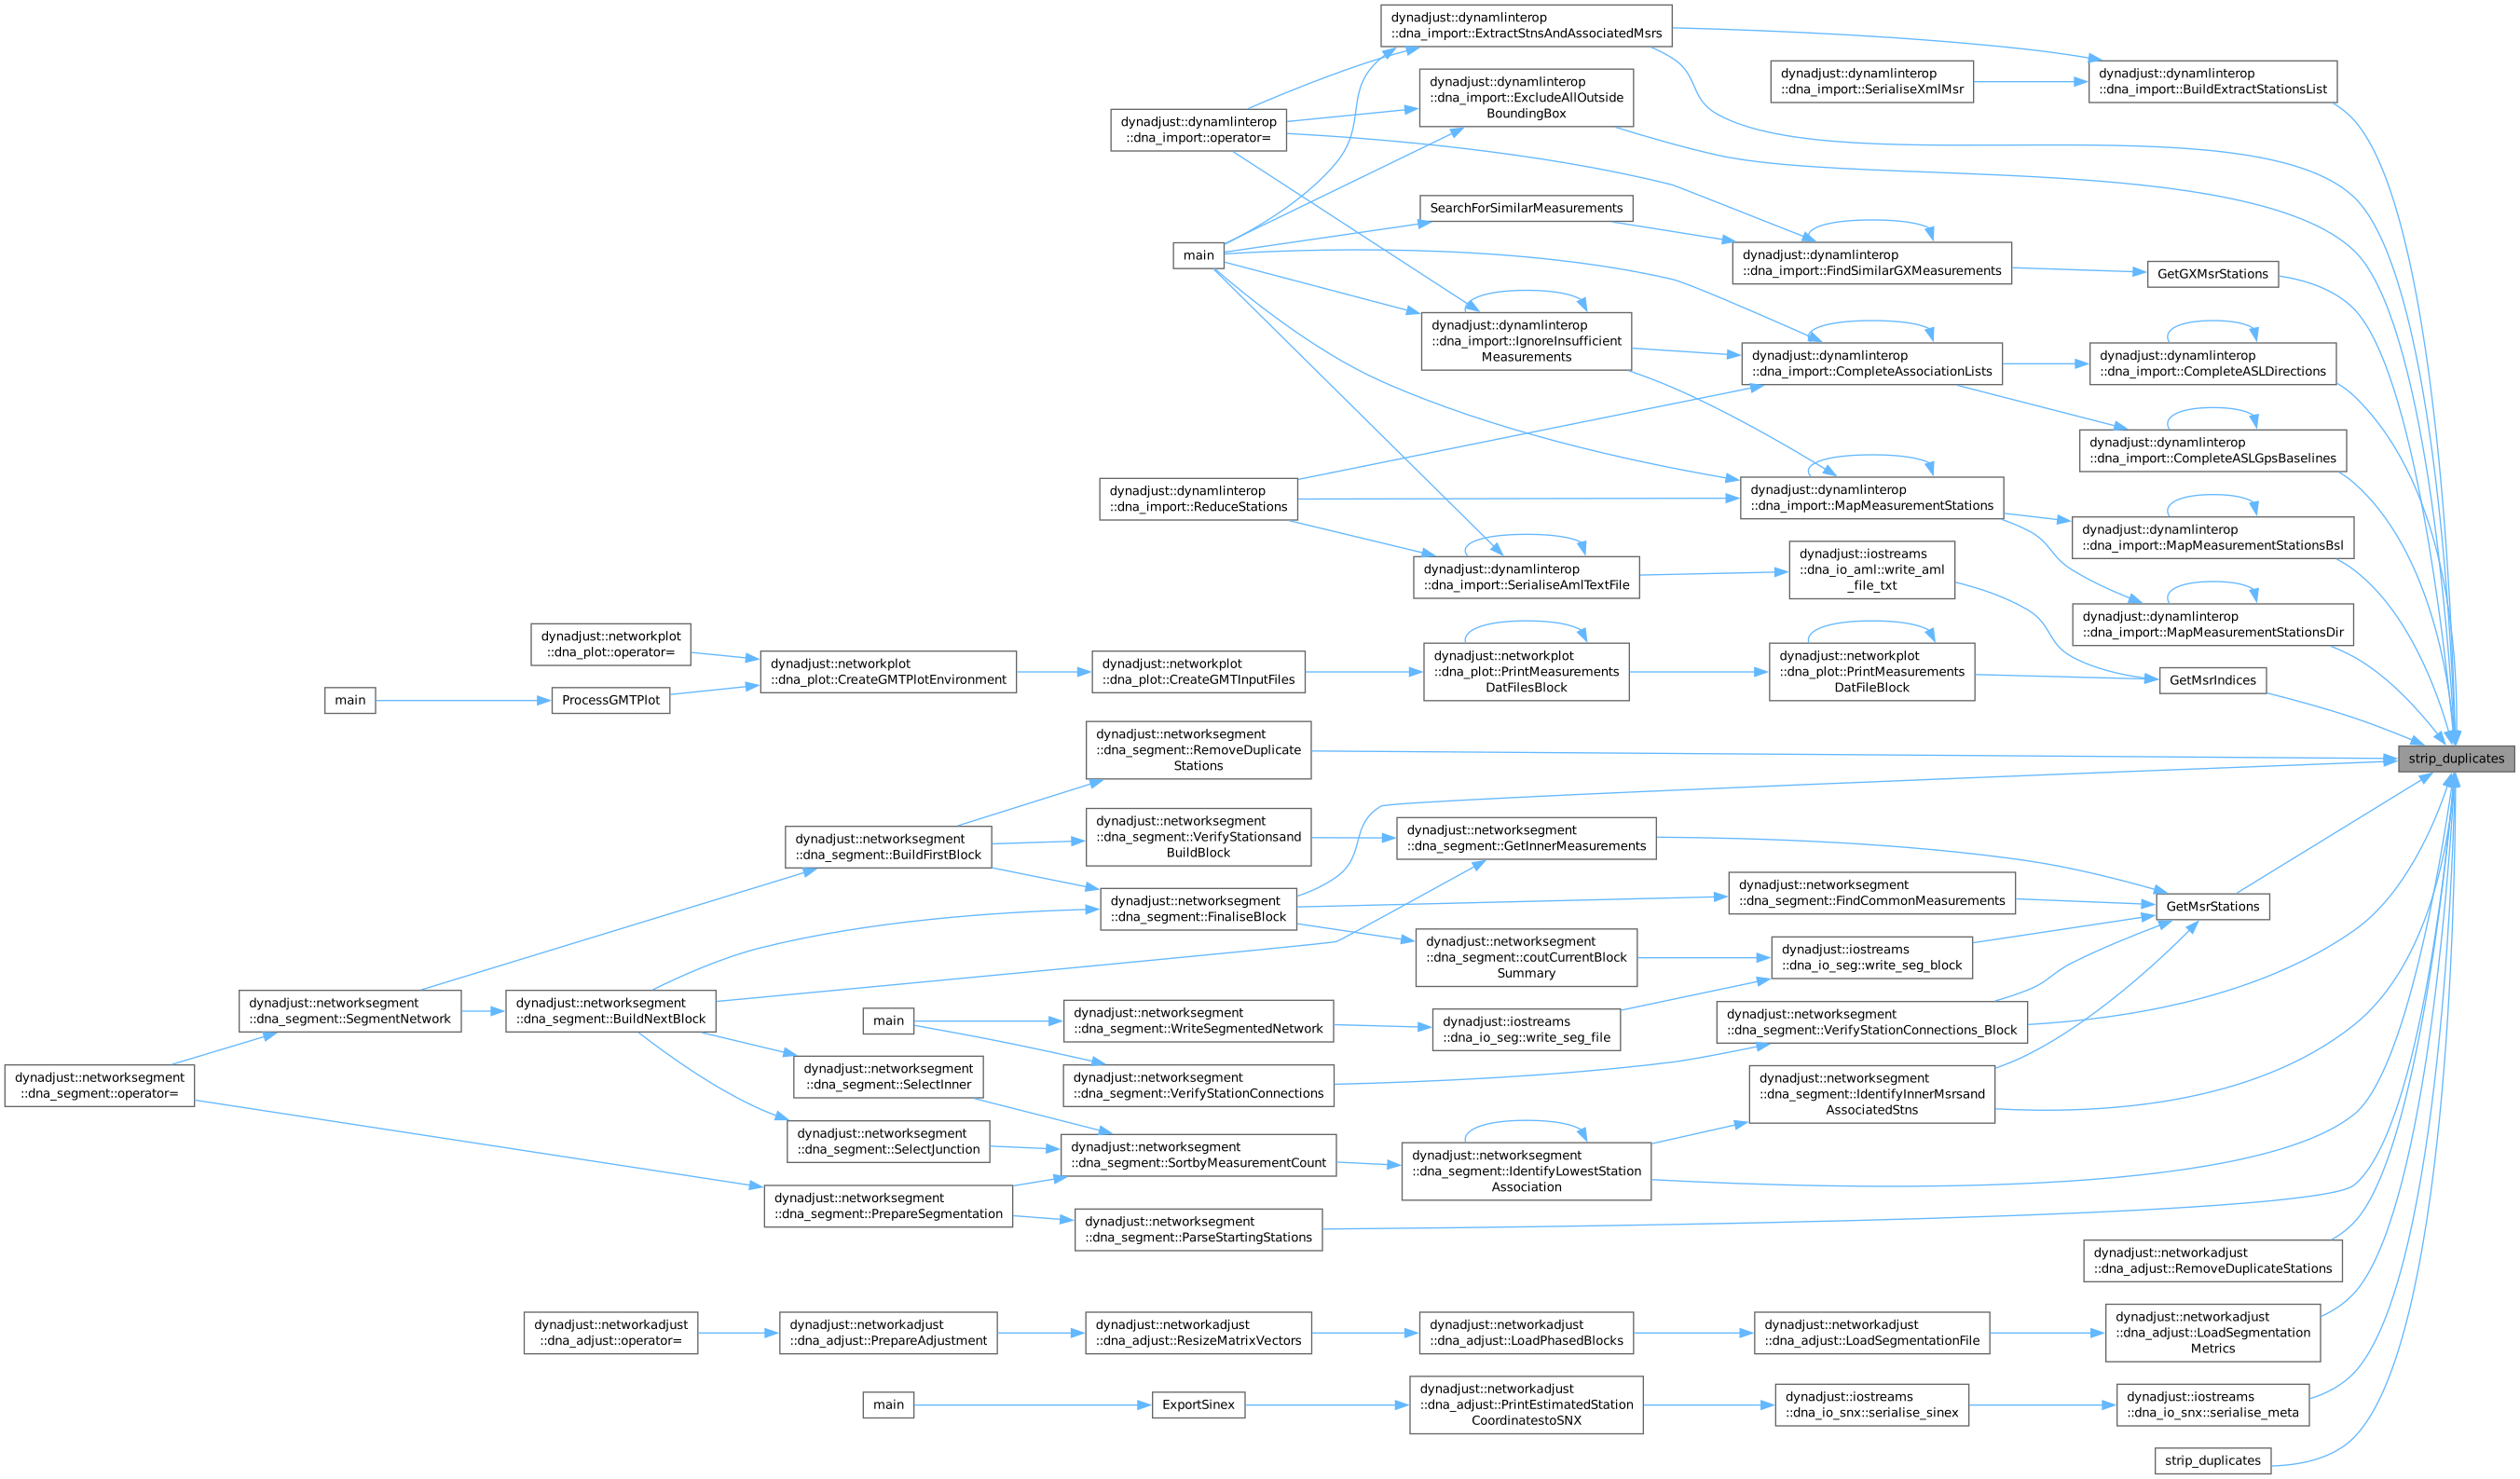 dynadjust::dynamlinterop
::dna_import::ExtractStnsAndAssociatedMsrs
dynadjust::dynamlinterop
::dna_import::SerialiseXmlMsr
dynadjust::dynamlinterop
::dna_import::BuildExtractStationsList
dynadjust::dynamlinterop
::dna_import::ExcludeAllOutside
BoundingBox
dynadjust::dynamlinterop
::dna_import::operator=
SearchForSimilarMeasurements
main
dynadjust::dynamlinterop
::dna_import::FindSimilarGXMeasurements
GetGXMsrStations
dynadjust::dynamlinterop
::dna_import::IgnoreInsufficient
Measurements
dynadjust::dynamlinterop
::dna_import::CompleteAssociationLists
dynadjust::dynamlinterop
::dna_import::CompleteASLDirections
dynadjust::dynamlinterop
::dna_import::CompleteASLGpsBaselines
dynadjust::dynamlinterop
::dna_import::ReduceStations
dynadjust::dynamlinterop
::dna_import::MapMeasurementStations
dynadjust::dynamlinterop
::dna_import::MapMeasurementStationsBsl
dynadjust::dynamlinterop
::dna_import::SerialiseAmlTextFile
dynadjust::iostreams
::dna_io_aml::write_aml
_file_txt
dynadjust::dynamlinterop
::dna_import::MapMeasurementStationsDir
dynadjust::networkplot
::dna_plot::operator=
dynadjust::networkplot
::dna_plot::CreateGMTPlotEnvironment
dynadjust::networkplot
::dna_plot::CreateGMTInputFiles
dynadjust::networkplot
::dna_plot::PrintMeasurements
DatFilesBlock
dynadjust::networkplot
::dna_plot::PrintMeasurements
DatFileBlock
GetMsrIndices
main
ProcessGMTPlot
dynadjust::networksegment
::dna_segment::RemoveDuplicate
Stations
strip_duplicates
dynadjust::networksegment
::dna_segment::BuildFirstBlock
dynadjust::networksegment
::dna_segment::VerifyStationsand
BuildBlock
dynadjust::networksegment
::dna_segment::GetInnerMeasurements
dynadjust::networksegment
::dna_segment::FinaliseBlock
dynadjust::networksegment
::dna_segment::FindCommonMeasurements
GetMsrStations
dynadjust::networksegment
::dna_segment::coutCurrentBlock
Summary
dynadjust::iostreams
::dna_io_seg::write_seg_block
dynadjust::networksegment
::dna_segment::SegmentNetwork
dynadjust::networksegment
::dna_segment::BuildNextBlock
main
dynadjust::networksegment
::dna_segment::WriteSegmentedNetwork
dynadjust::iostreams
::dna_io_seg::write_seg_file
dynadjust::networksegment
::dna_segment::VerifyStationConnections_Block
dynadjust::networksegment
::dna_segment::operator=
dynadjust::networksegment
::dna_segment::SelectInner
dynadjust::networksegment
::dna_segment::VerifyStationConnections
dynadjust::networksegment
::dna_segment::IdentifyInnerMsrsand
AssociatedStns
dynadjust::networksegment
::dna_segment::SelectJunction
dynadjust::networksegment
::dna_segment::SortbyMeasurementCount
dynadjust::networksegment
::dna_segment::IdentifyLowestStation
Association
dynadjust::networksegment
::dna_segment::PrepareSegmentation
dynadjust::networksegment
::dna_segment::ParseStartingStations
dynadjust::networkadjust
::dna_adjust::RemoveDuplicateStations
dynadjust::networkadjust
::dna_adjust::operator=
dynadjust::networkadjust
::dna_adjust::PrepareAdjustment
dynadjust::networkadjust
::dna_adjust::ResizeMatrixVectors
dynadjust::networkadjust
::dna_adjust::LoadPhasedBlocks
dynadjust::networkadjust
::dna_adjust::LoadSegmentationFile
dynadjust::networkadjust
::dna_adjust::LoadSegmentation
Metrics
main
ExportSinex
dynadjust::networkadjust
::dna_adjust::PrintEstimatedStation
CoordinatestoSNX
dynadjust::iostreams
::dna_io_snx::serialise_sinex
dynadjust::iostreams
::dna_io_snx::serialise_meta
strip_duplicates